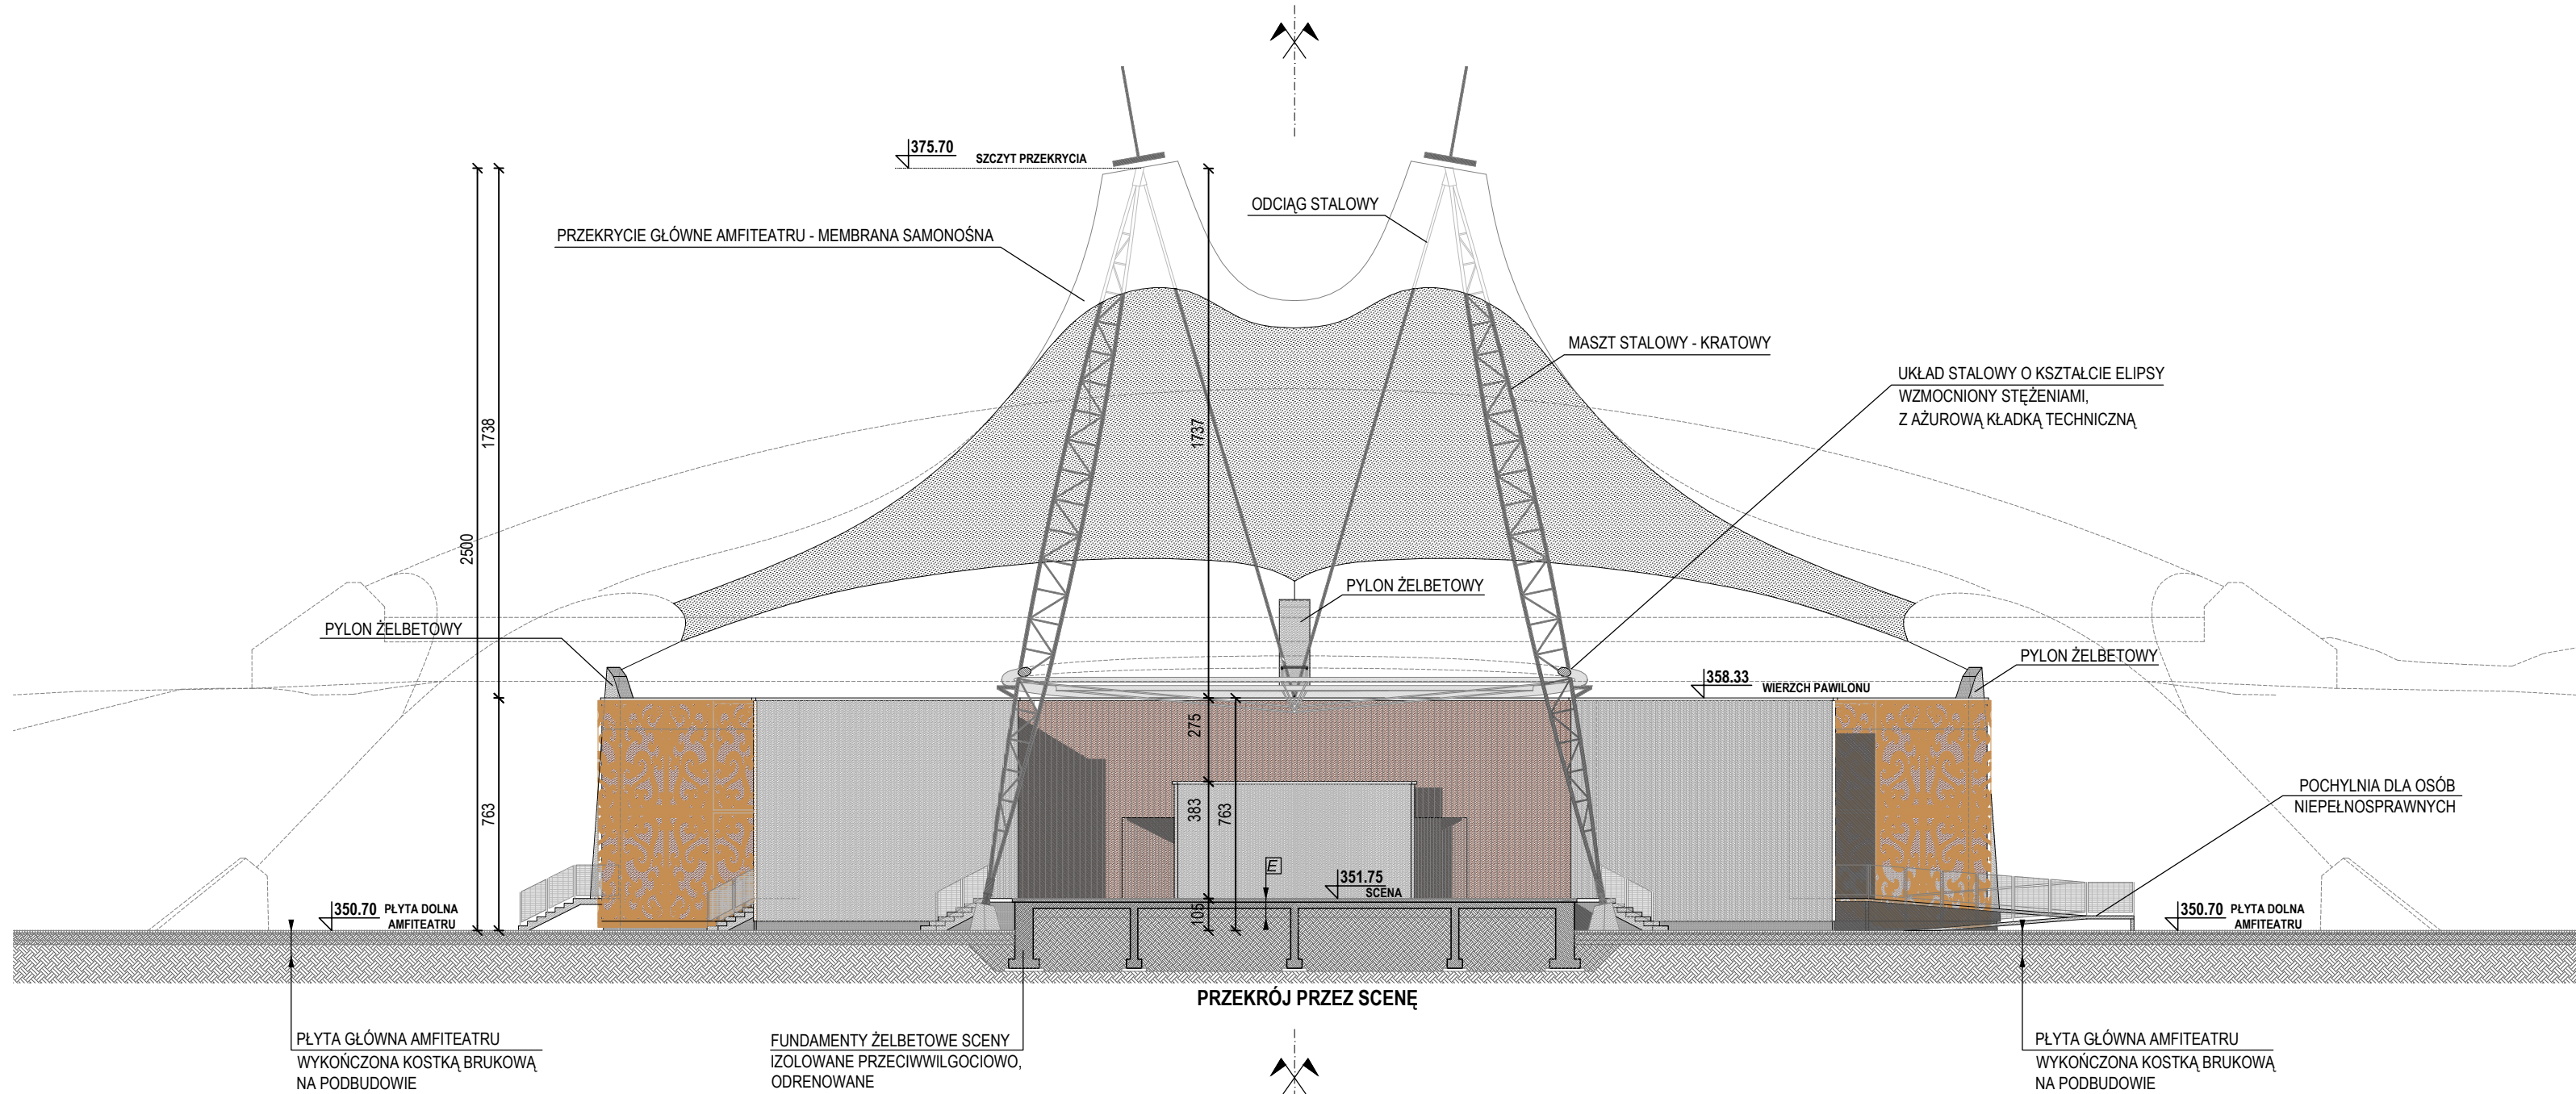 375.70
SZCZYT PRZEKRYCIA
ODCIĄG STALOWY
PRZEKRYCIE GŁÓWNE AMFITEATRU - MEMBRANA SAMONOŚNA
MASZT STALOWY - KRATOWY
UKŁAD STALOWY O KSZTAŁCIE ELIPSY
WZMOCNIONY STĘŻENIAMI,
Z AŻUROWĄ KŁADKĄ TECHNICZNĄ
1738
1737
2500
PYLON ŻELBETOWY
PYLON ŻELBETOWY
PYLON ŻELBETOWY
358.33
WIERZCH PAWILONU
275
383
763
763
POCHYLNIA DLA OSÓB
NIEPEŁNOSPRAWNYCH
E
351.75
SCENA
105
350.70 PŁYTA DOLNA
AMFITEATRU
350.70 PŁYTA DOLNA
AMFITEATRU
PRZEKRÓJ PRZEZ SCENĘ
PŁYTA GŁÓWNA AMFITEATRU
WYKOŃCZONA KOSTKĄ BRUKOWĄ
NA PODBUDOWIE
FUNDAMENTY ŻELBETOWE SCENY
IZOLOWANE PRZECIWWILGOCIOWO,
ODRENOWANE
PŁYTA GŁÓWNA AMFITEATRU
WYKOŃCZONA KOSTKĄ BRUKOWĄ
NA PODBUDOWIE